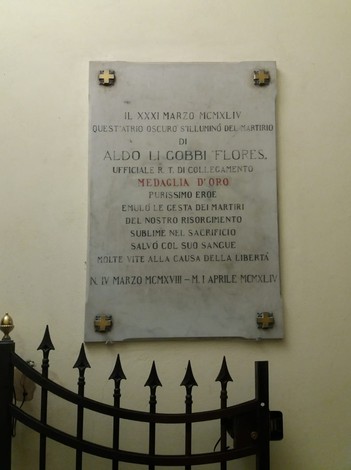 IL XXXI MARZO MCMXLIV
QUEST'ATRIO OSCURO S'ILLUMINÒ DEL MARTIRIO
DI
ALDO LI GOBBI "FLORES"
UFFICIALE R. T. DI COLLEGAMENTO
MEDAGLIA D'ORO
PURISSIMO EROE
EMULÒ LE GESTA DEI MARTIRI
DEL NOSTRO RISORGIMENTO
SUBLIME NEL SACRIFICIO
SALVÒ COL SUO SANGUE
MOLTE VITE ALLA CAUSA DELLA LIBERTÀ
N. IV MARZO MCMXVIII - M. I APRILE MCMXLIV